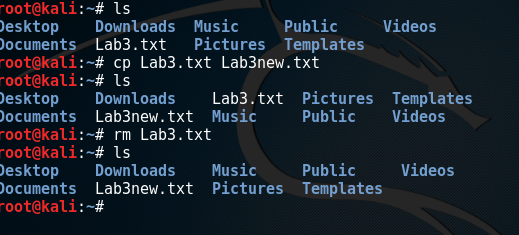 root@kali:~# ls
Desktop Downloads Music Public Videos
Documents Lab3.txt Pictures Templates
root@kali:~# cp Lab3.txt Lab3new.txt
root@kali:~# ls
Desktop Downloads Lab3.txt Pictures Templates
Documents Lab3new.txt Music Public Videos
root@kali:~# rm Lab3.txt
root@kali:~# ls
Desktop Downloads Music Public Videos
Documents Lab3new.txt Pictures Templates
root@kali:~#